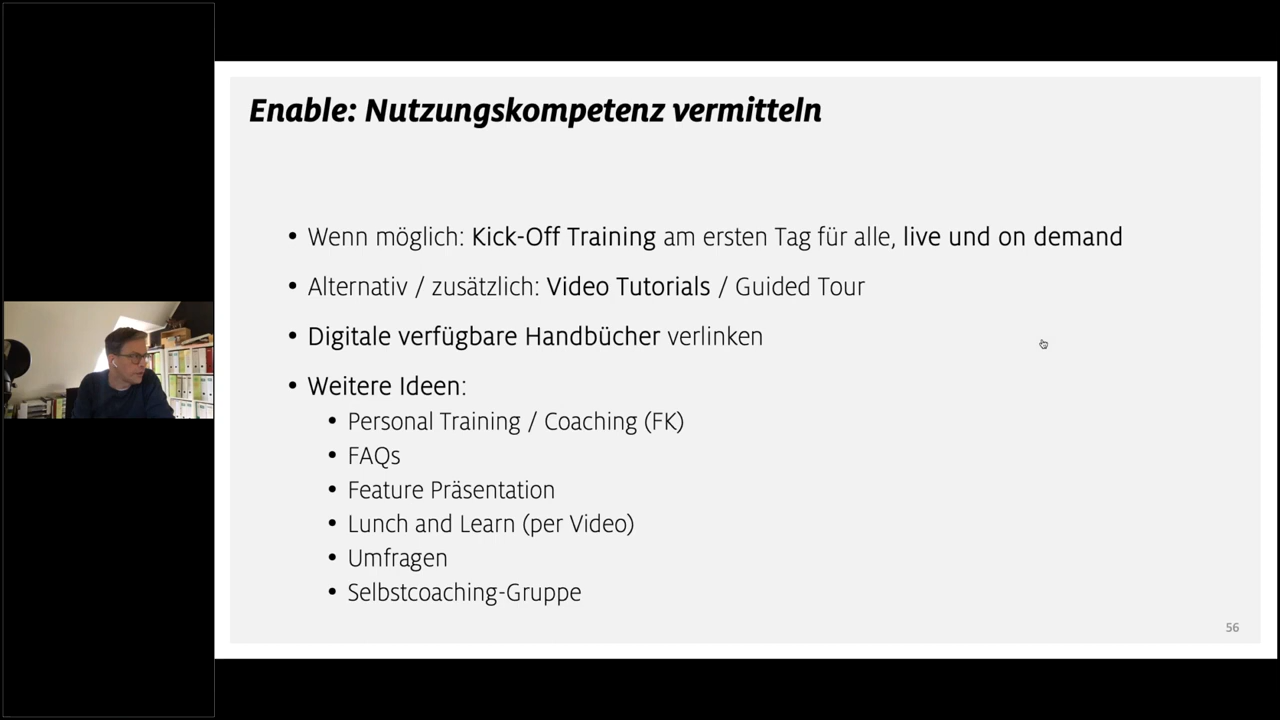 Enable: Nutzungskompetenz vermitteln
• Wenn möglich: Kick-Off Training am ersten Tag für alle, live und on demand
• Alternativ / zusätzlich: Video Tutorials / Guided Tour
• Digitale verfügbare Handbücher verlinken
• Weitere Ideen:
• Personal Training / Coaching (FK)
• FAQs
• Feature Präsentation
• Lunch and Learn (per Video)
• Umfragen
• Selbstcoaching-Gruppe
56